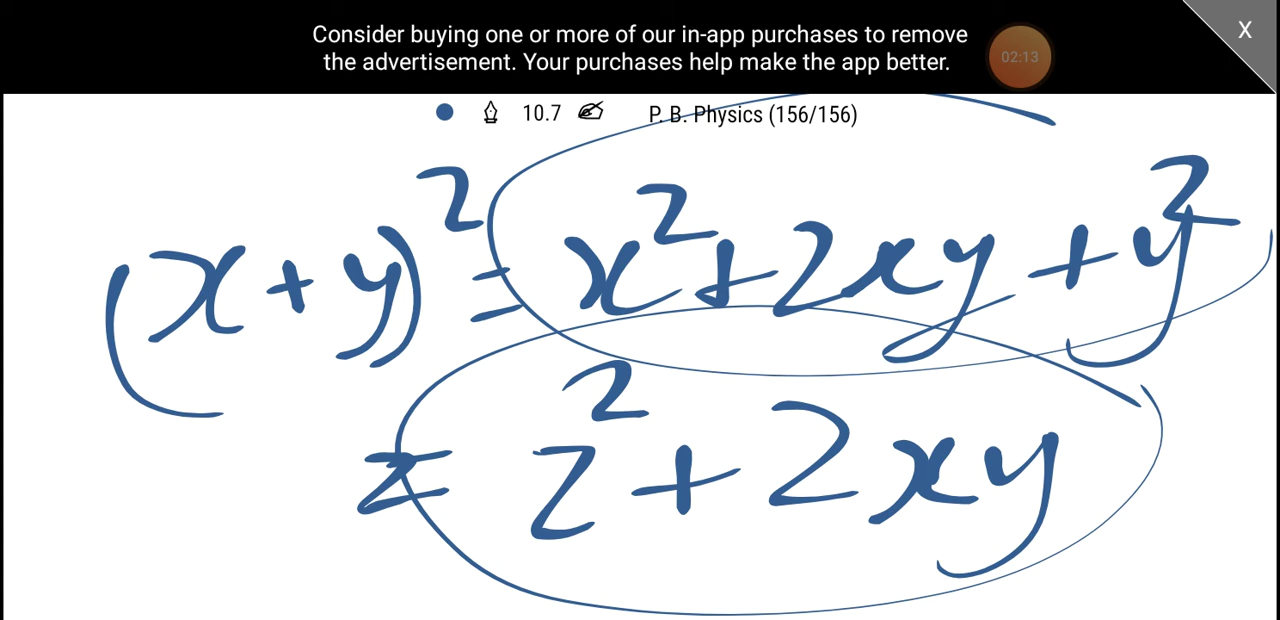 Consider buying one or more of our in-app purchases to remove
the advertisement. Your purchases help make the app better.
02:13
X
10.7 P. B. Physics (156/156)
(x+y)² = x²+2xy+y²
= z²+2xy